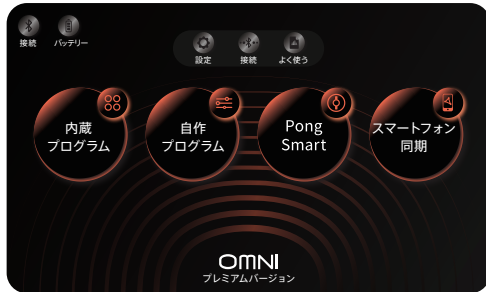 接続
バッテリー
設定
接続
よく使う
内蔵
プログラム
自作
プログラム
Pong
Smart
スマートフォン
同期
OMNI
プレミアムバージョン